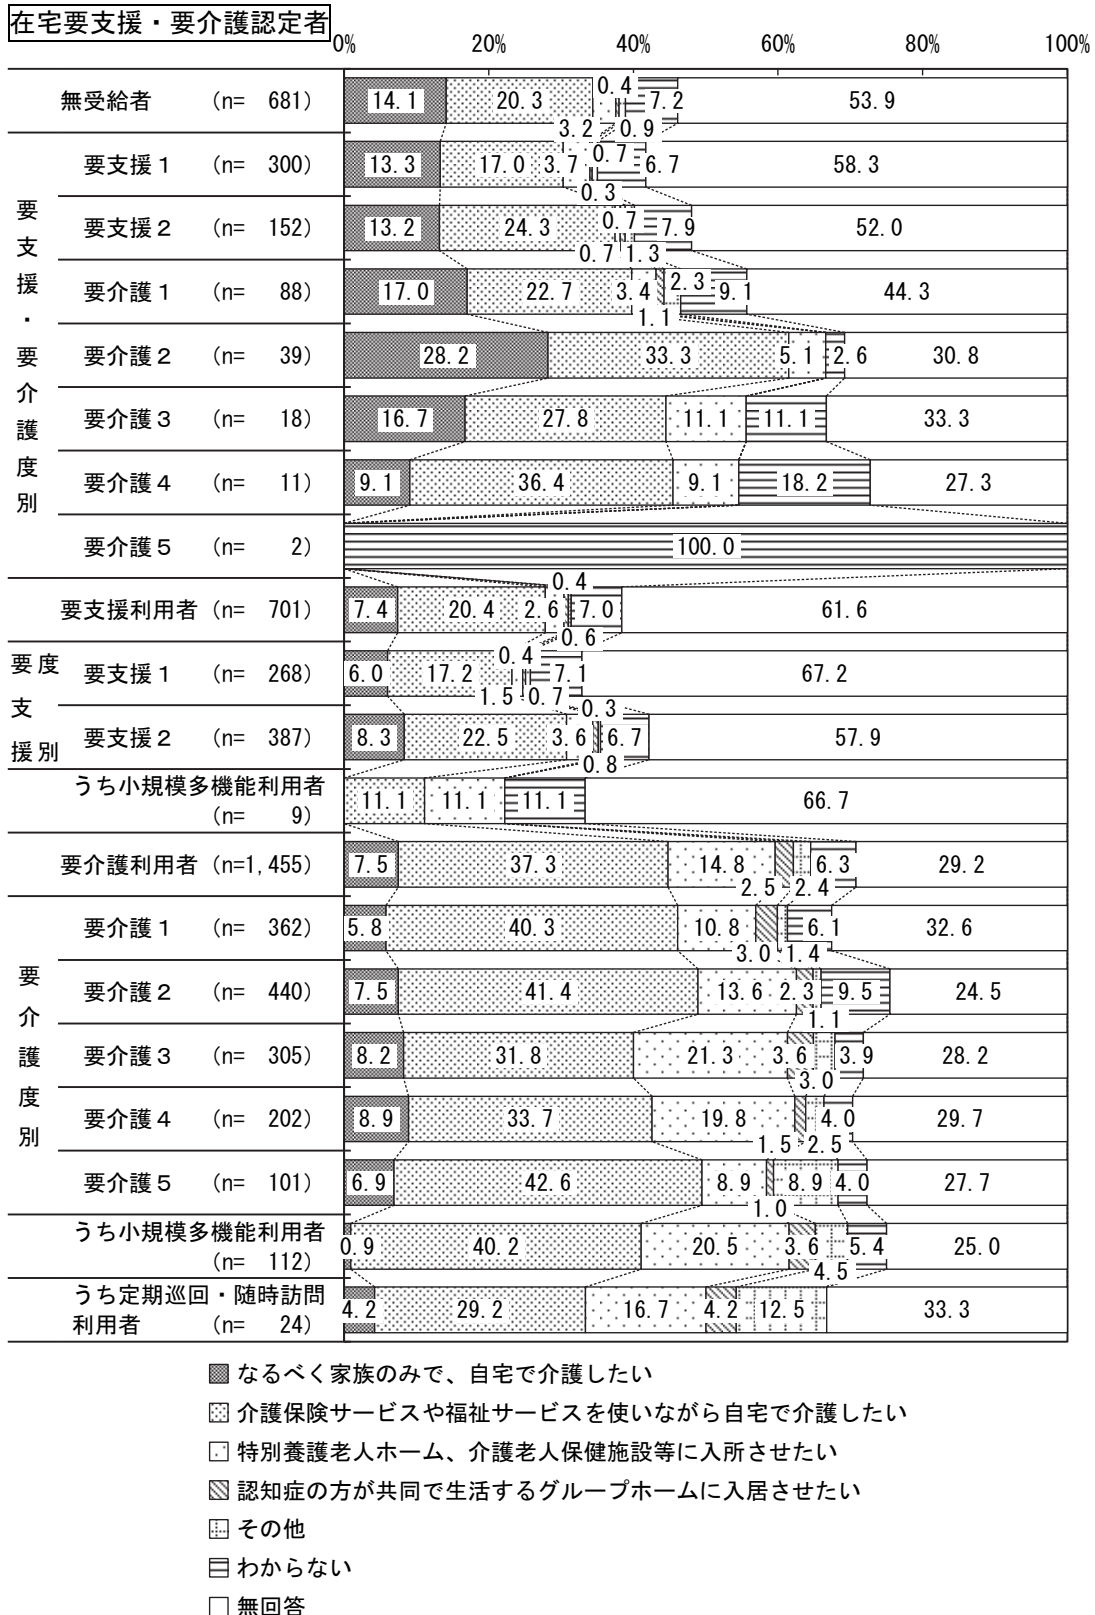 在宅要支援・要介護認定者
0% 20% 40% 60% 80% 100%
無受給者 (n= 681) 14.1 20.3 3.2 0.4 0.9 7.2 53.9
要支援・要介護度別
要支援1 (n= 300) 13.3 17.0 3.7 0.3 0.7 6.7 58.3
要支援2 (n= 152) 13.2 24.3 0.7 0.7 1.3 7.9 52.0
要介護1 (n= 88) 17.0 22.7 3.4 1.1 2.3 9.1 44.3
要介護2 (n= 39) 28.2 33.3 5.1 2.6 30.8
要介護3 (n= 18) 16.7 27.8 11.1 11.1 33.3
要介護4 (n= 11) 9.1 36.4 9.1 18.2 27.3
要介護5 (n= 2) 100.0
要支援利用者 (n= 701) 7.4 20.4 2.6 0.4 0.6 7.0 61.6
要支援度別
要支援1 (n= 268) 6.0 17.2 1.5 0.4 0.7 7.1 67.2
要支援2 (n= 387) 8.3 22.5 3.6 0.8 0.3 6.7 57.9
うち小規模多機能利用者
(n= 9) 11.1 11.1 11.1 66.7
要介護利用者 (n=1,455) 7.5 37.3 14.8 2.5 2.4 6.3 29.2
要介護度別
要介護1 (n= 362) 5.8 40.3 10.8 3.0 1.4 6.1 32.6
要介護2 (n= 440) 7.5 41.4 13.6 2.3 1.1 9.5 24.5
要介護3 (n= 305) 8.2 31.8 21.3 3.6 3.0 3.9 28.2
要介護4 (n= 202) 8.9 33.7 19.8 1.5 2.5 4.0 29.7
要介護5 (n= 101) 6.9 42.6 8.9 1.0 8.9 4.0 27.7
うち小規模多機能利用者
(n= 112) 0.9 40.2 20.5 3.6 4.5 5.4 25.0
うち定期巡回・随時訪問
利用者 (n= 24) 4.2 29.2 16.7 4.2 12.5 33.3
なるべく家族のみで、自宅で介護したい
介護保険サービスや福祉サービスを使いながら自宅で介護したい
特別養護老人ホーム、介護老人保健施設等に入所させたい
認知症の方が共同で生活するグループホームに入居させたい
その他
わからない
無回答